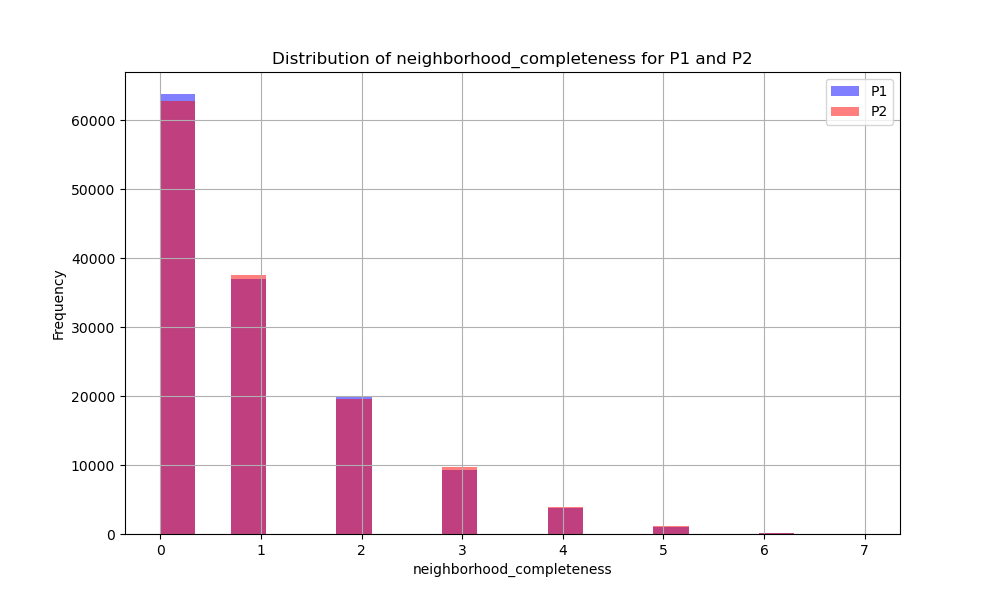 Distribution of neighborhood_completeness for P1 and P2
P1
P2
60000
50000
40000
30000
20000
10000
0
Frequency
0 1 2 3 4 5 6 7
neighborhood_completeness